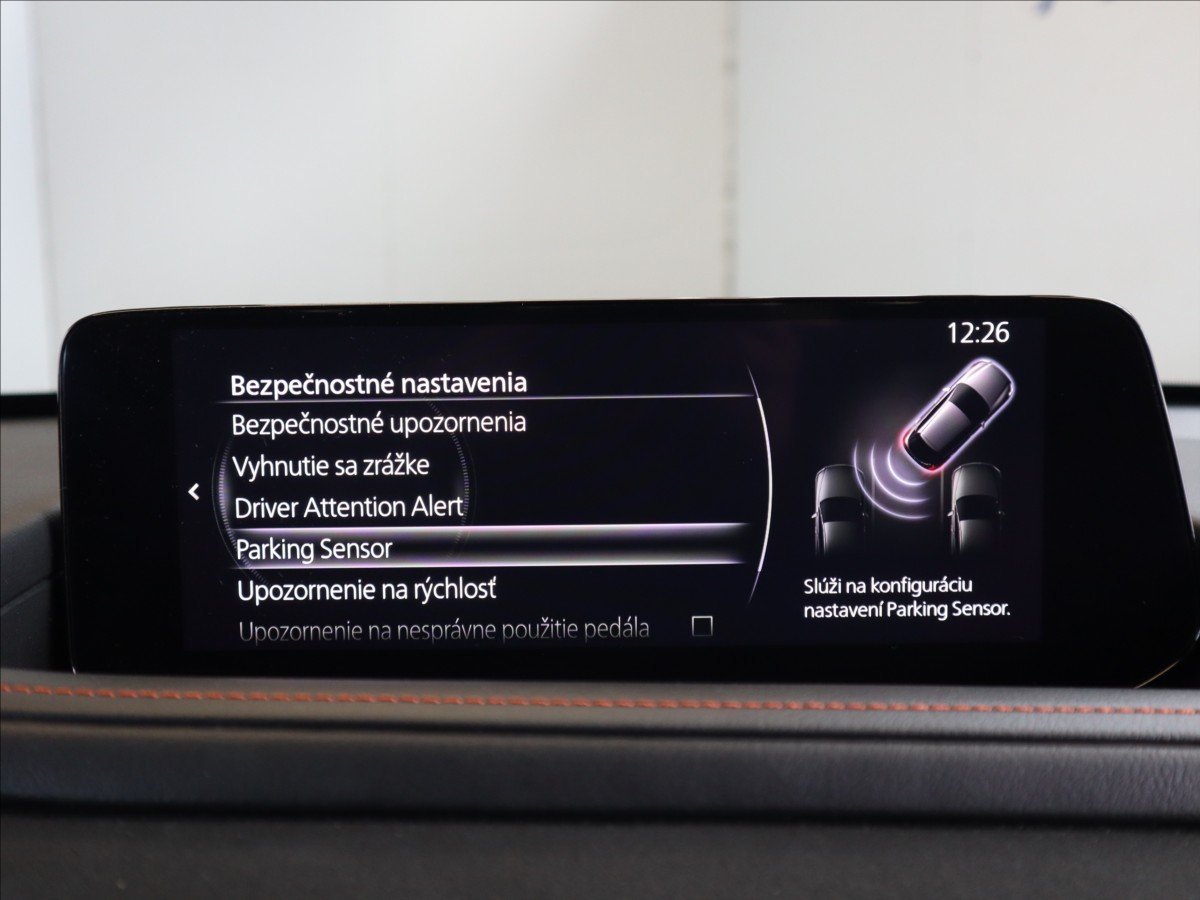 12:26
Bezpečnostné nastavenia
Bezpečnostné upozornenia
Vyhnutie sa zrážke
Driver Attention Alert
Parking Sensor
Upozornenie na rýchlosť
Upozornenie na nesprávne použitie pedála
Slúži na konfiguráciu
nastavení Parking Sensor.